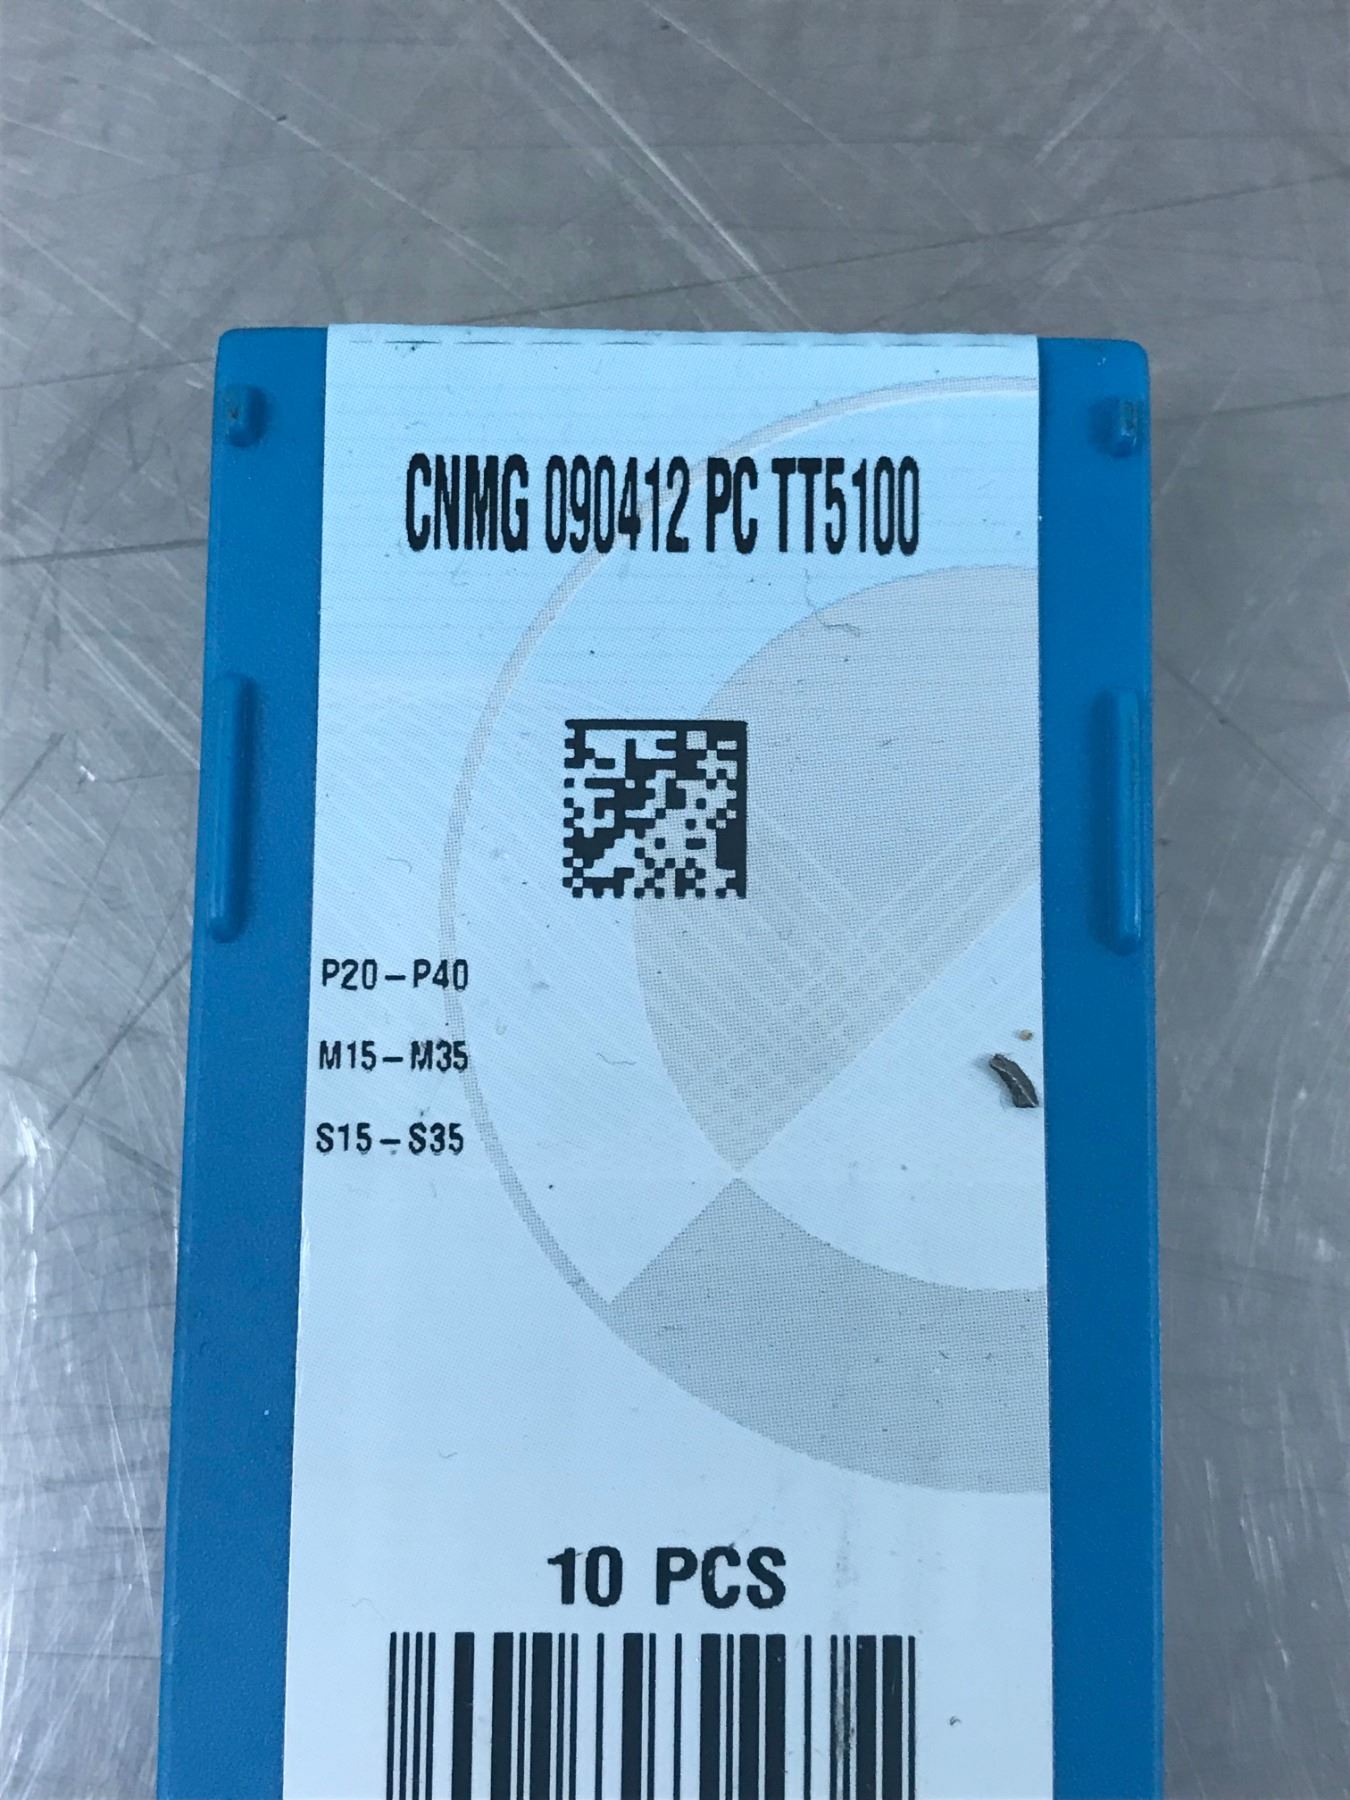 CNMG 090412 PC TT5100
P20-P40
M15-M35
S15-S35
10 PCS